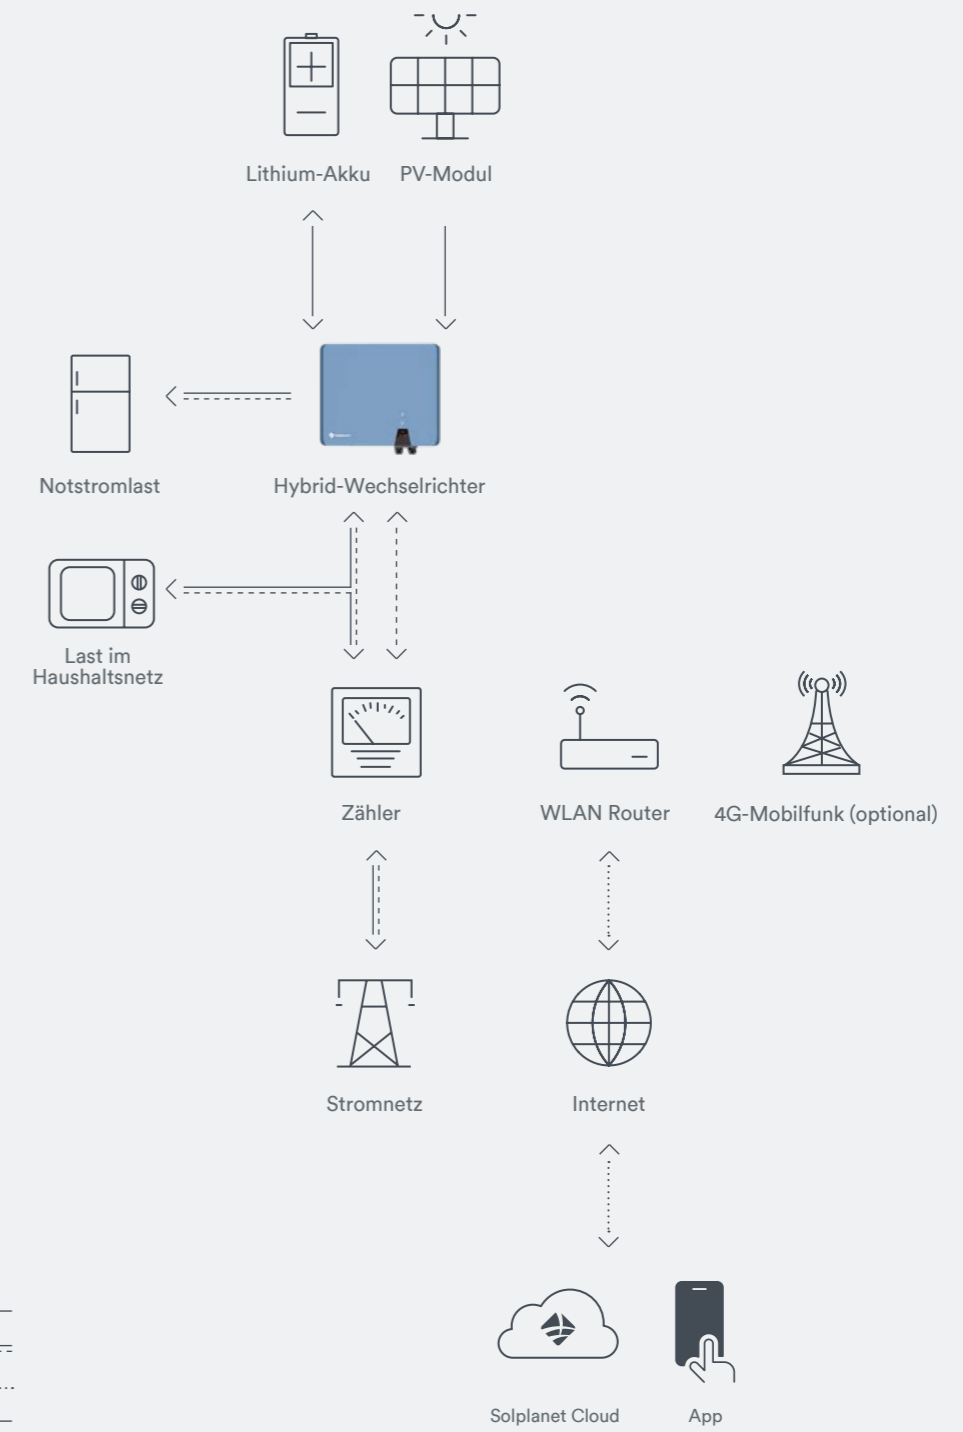 Lithium-Akku
PV-Modul
Notstromlast
Hybrid-Wechselrichter
Last im
Haushaltsnetz
Zähler
WLAN Router
4G-Mobilfunk (optional)
Stromnetz
Internet
Solplanet Cloud
App